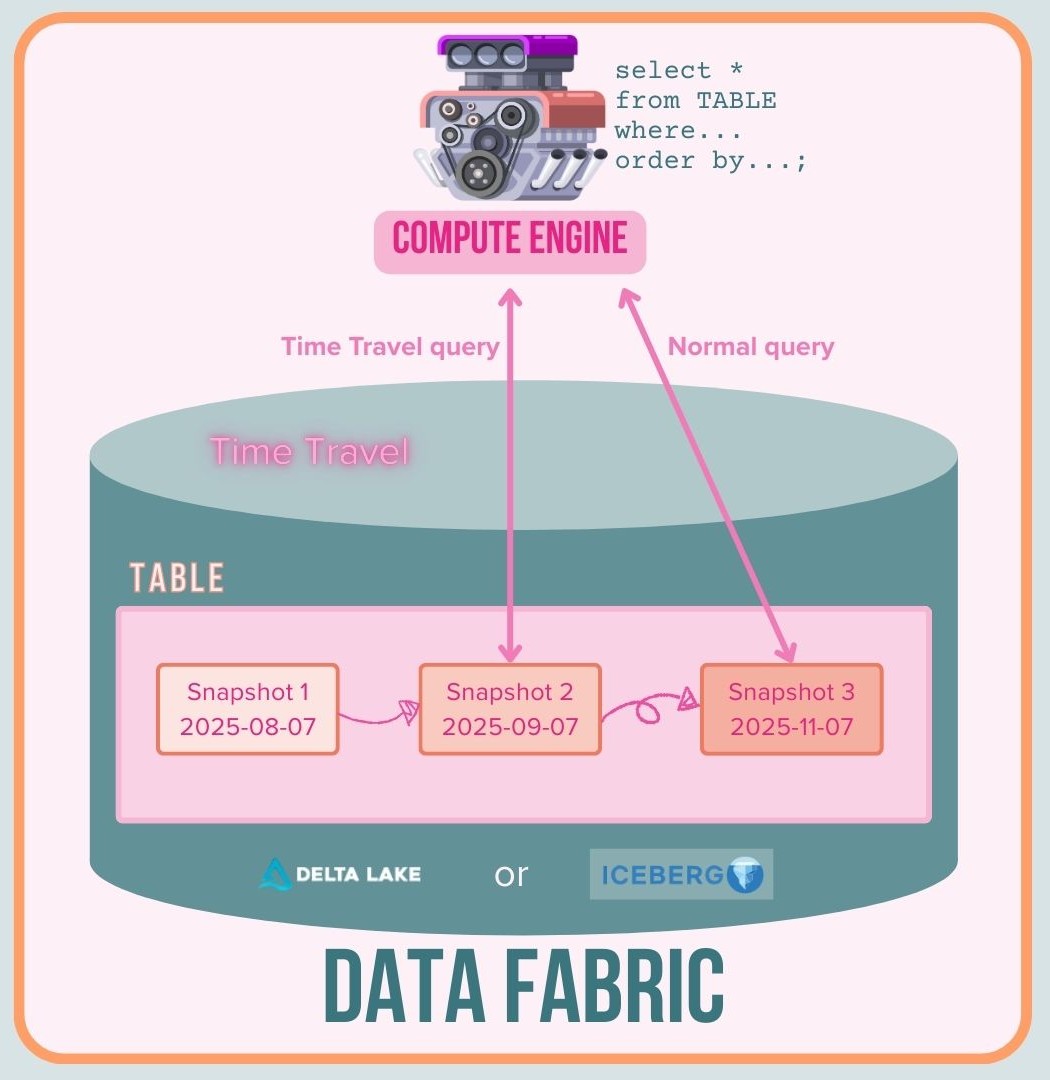 select *
from TABLE
where...
order by...;
COMPUTE ENGINE
Time Travel query
Normal query
Time Travel
TABLE
Snapshot 1
2025-08-07
Snapshot 2
2025-09-07
Snapshot 3
2025-11-07
DELTA LAKE
or
ICEBERG
DATA FABRIC